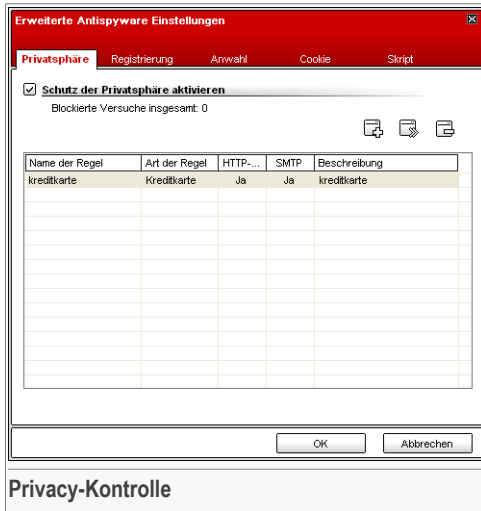 Erweiterte Antispyware Einstellungen
Privatsphäre Registrierung Anwahl Cookie Skript
Schutz der Privatsphäre aktivieren
Blockierte Versuche insgesamt: 0
Name der Regel Art der Regel HTTP-... SMTP Beschreibung
kreditkarte Kreditkarte Ja Ja kreditkarte
OK Abbrechen
Privacy-Kontrolle